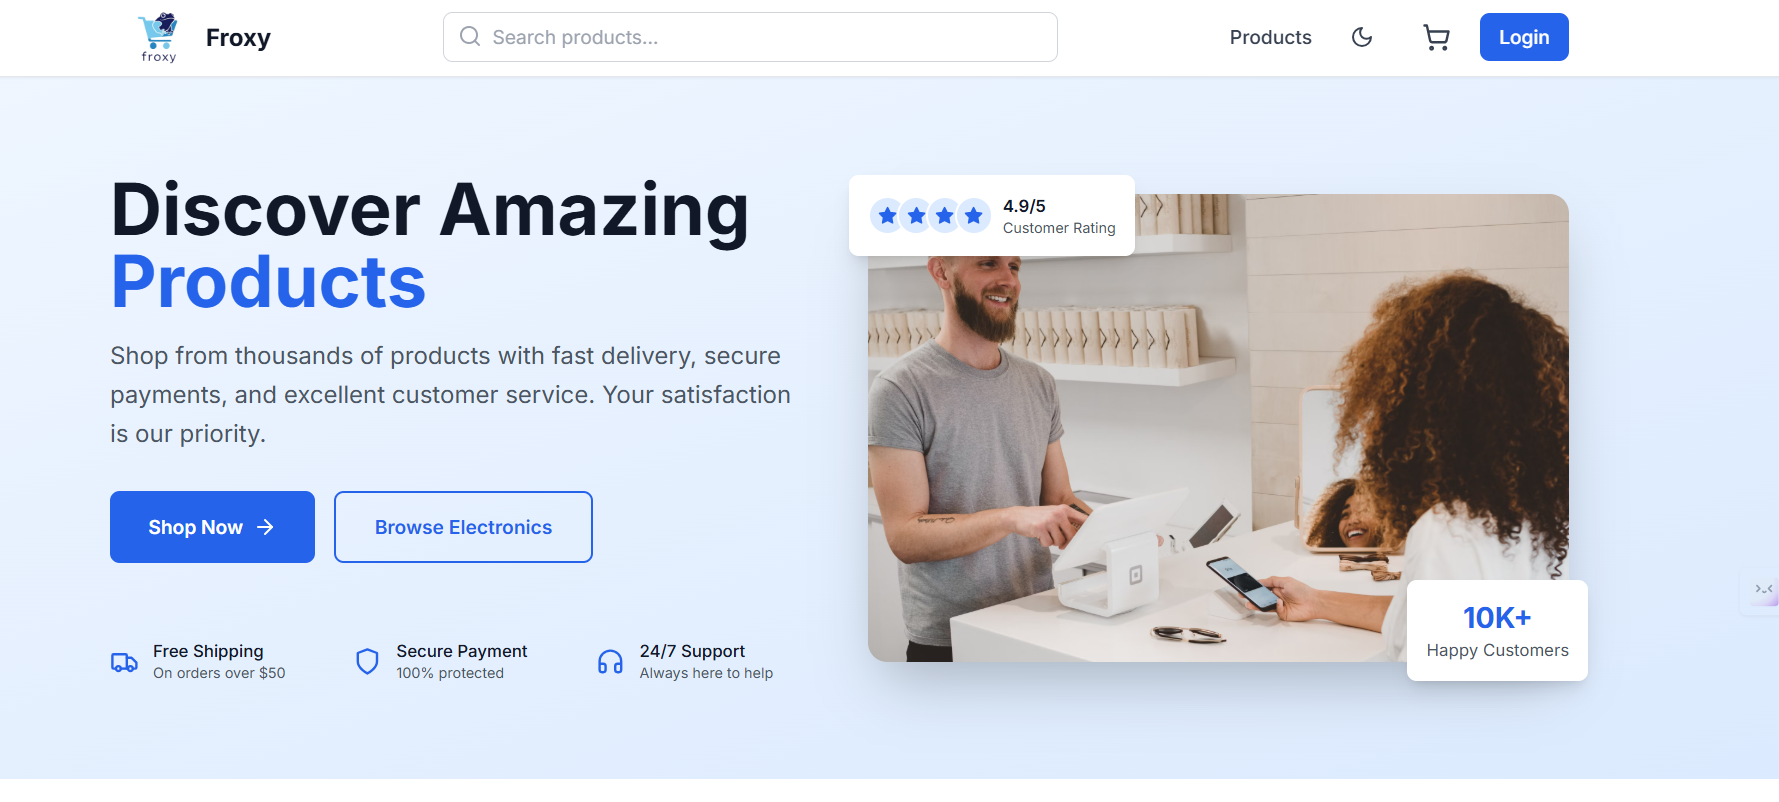 froxy
Froxy
Search products...
Products
Login
Discover Amazing
Products
Shop from thousands of products with fast delivery, secure
payments, and excellent customer service. Your satisfaction
is our priority.
Shop Now
Browse Electronics
Free Shipping
On orders over $50
Secure Payment
100% protected
24/7 Support
Always here to help
4.9/5
Customer Rating
10K+
Happy Customers